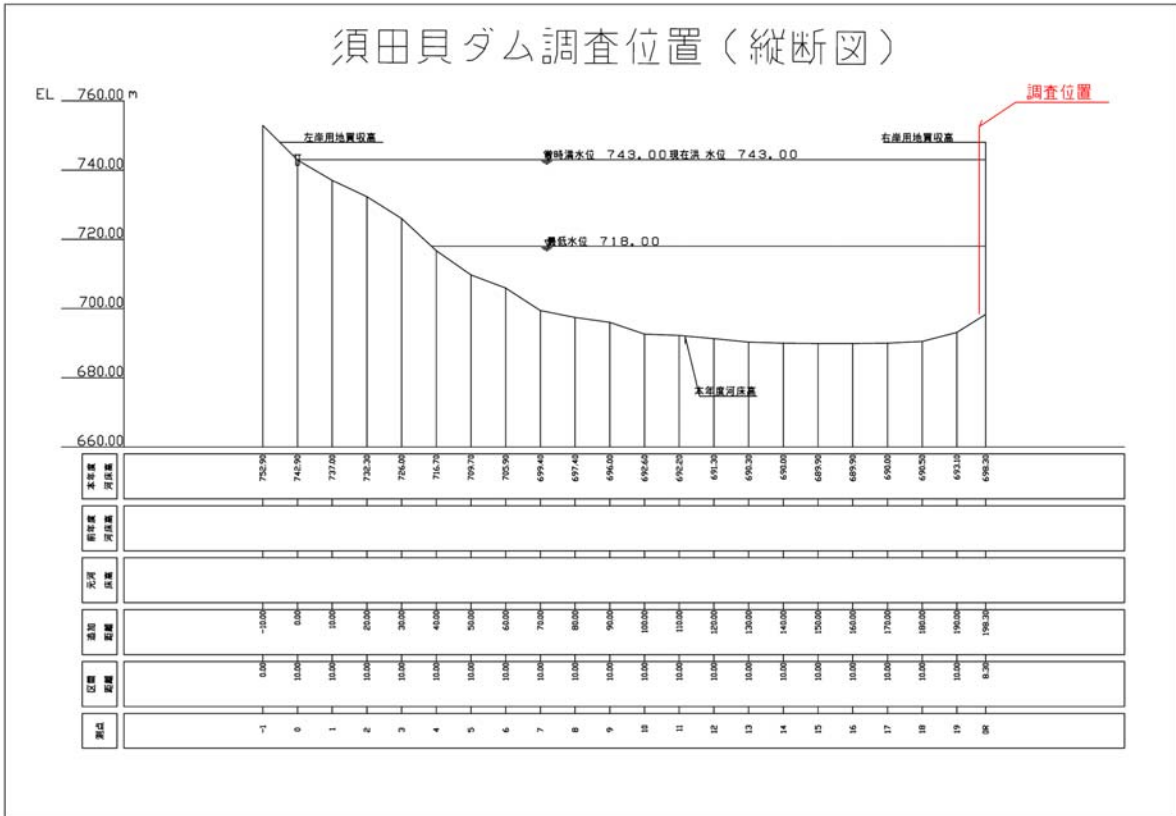 須田貝ダム調査位置（縦断図）
調査位置
EL 760.00 m
左岸用地買収高
右岸用地買収高
常時満水位 743.00現在洪 水位 743.00
740.00
720.00
最低水位 718.00
700.00
680.00
本年度河床高
660.00
本年度
河床高
752.90 742.90 737.00 732.30 726.00 716.70 709.70 705.90 699.40 697.40 696.00 692.60 692.20 691.30 690.30 690.00 689.90 689.90 690.00 690.50 693.10 698.30
前年度
河床高
元河
床高
追加
距離
-10.00 0.00 10.00 20.00 30.00 40.00 50.00 60.00 70.00 80.00 90.00 100.00 110.00 120.00 130.00 140.00 150.00 160.00 170.00 180.00 190.00 198.30
区間
距離
0.00 10.00 10.00 10.00 10.00 10.00 10.00 10.00 10.00 10.00 10.00 10.00 10.00 10.00 10.00 10.00 10.00 10.00 10.00 10.00 10.00 8.30
測点
-1 0 1 2 3 4 5 6 7 8 9 10 11 12 13 14 15 16 17 18 19 0R